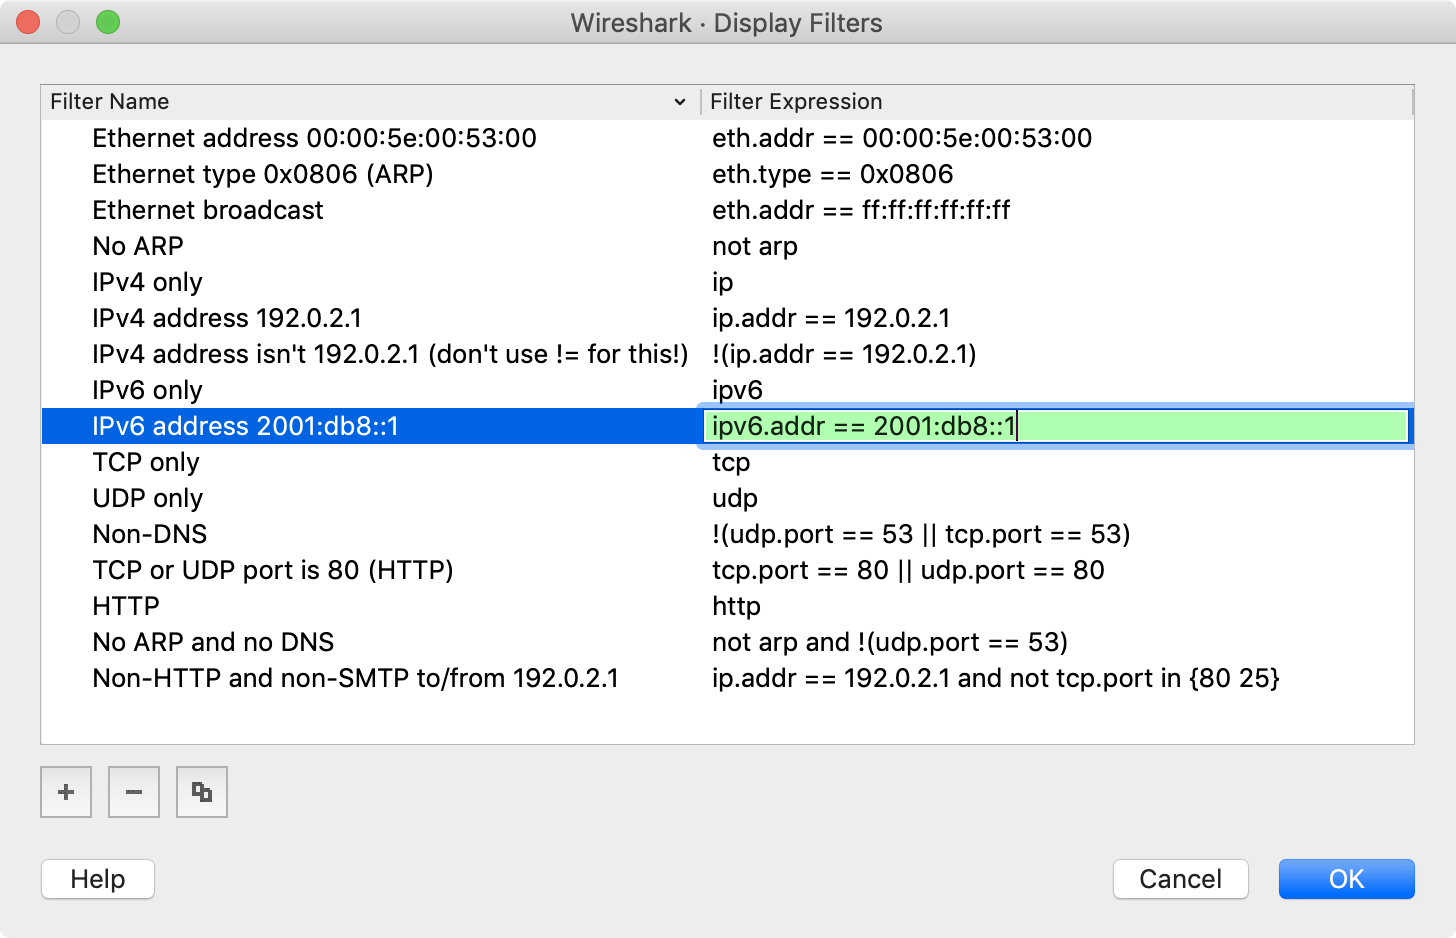 Wireshark · Display Filters
Filter Name Filter Expression
Ethernet address 00:00:5e:00:53:00 eth.addr == 00:00:5e:00:53:00
Ethernet type 0x0806 (ARP) eth.type == 0x0806
Ethernet broadcast eth.addr == ff:ff:ff:ff:ff:ff
No ARP not arp
IPv4 only ip
IPv4 address 192.0.2.1 ip.addr == 192.0.2.1
IPv4 address isn't 192.0.2.1 (don't use != for this!) !(ip.addr == 192.0.2.1)
IPv6 only ipv6
IPv6 address 2001:db8::1 ipv6.addr == 2001:db8::1
TCP only tcp
UDP only udp
Non-DNS !(udp.port == 53 || tcp.port == 53)
TCP or UDP port is 80 (HTTP) tcp.port == 80 || udp.port == 80
HTTP http
No ARP and no DNS not arp and !(udp.port == 53)
Non-HTTP and non-SMTP to/from 192.0.2.1 ip.addr == 192.0.2.1 and not tcp.port in {80 25}
Help Cancel OK